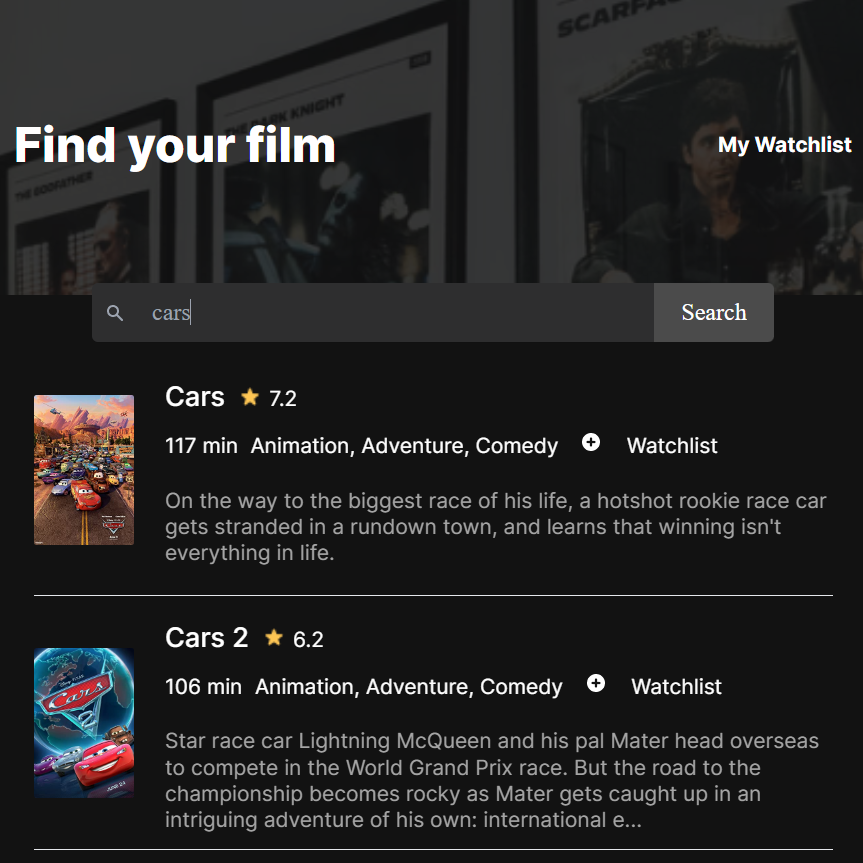 SCARFACE
THE DARK KNIGHT
THE GODFATHER
Find your film
My Watchlist
cars
Search
Cars 7.2
117 min Animation, Adventure, Comedy Watchlist
On the way to the biggest race of his life, a hotshot rookie race car
gets stranded in a rundown town, and learns that winning isn't
everything in life.
Cars 2 6.2
106 min Animation, Adventure, Comedy Watchlist
Cars
2
JUNE 24
Star race car Lightning McQueen and his pal Mater head overseas
to compete in the World Grand Prix race. But the road to the
championship becomes rocky as Mater gets caught up in an
intriguing adventure of his own: international e...